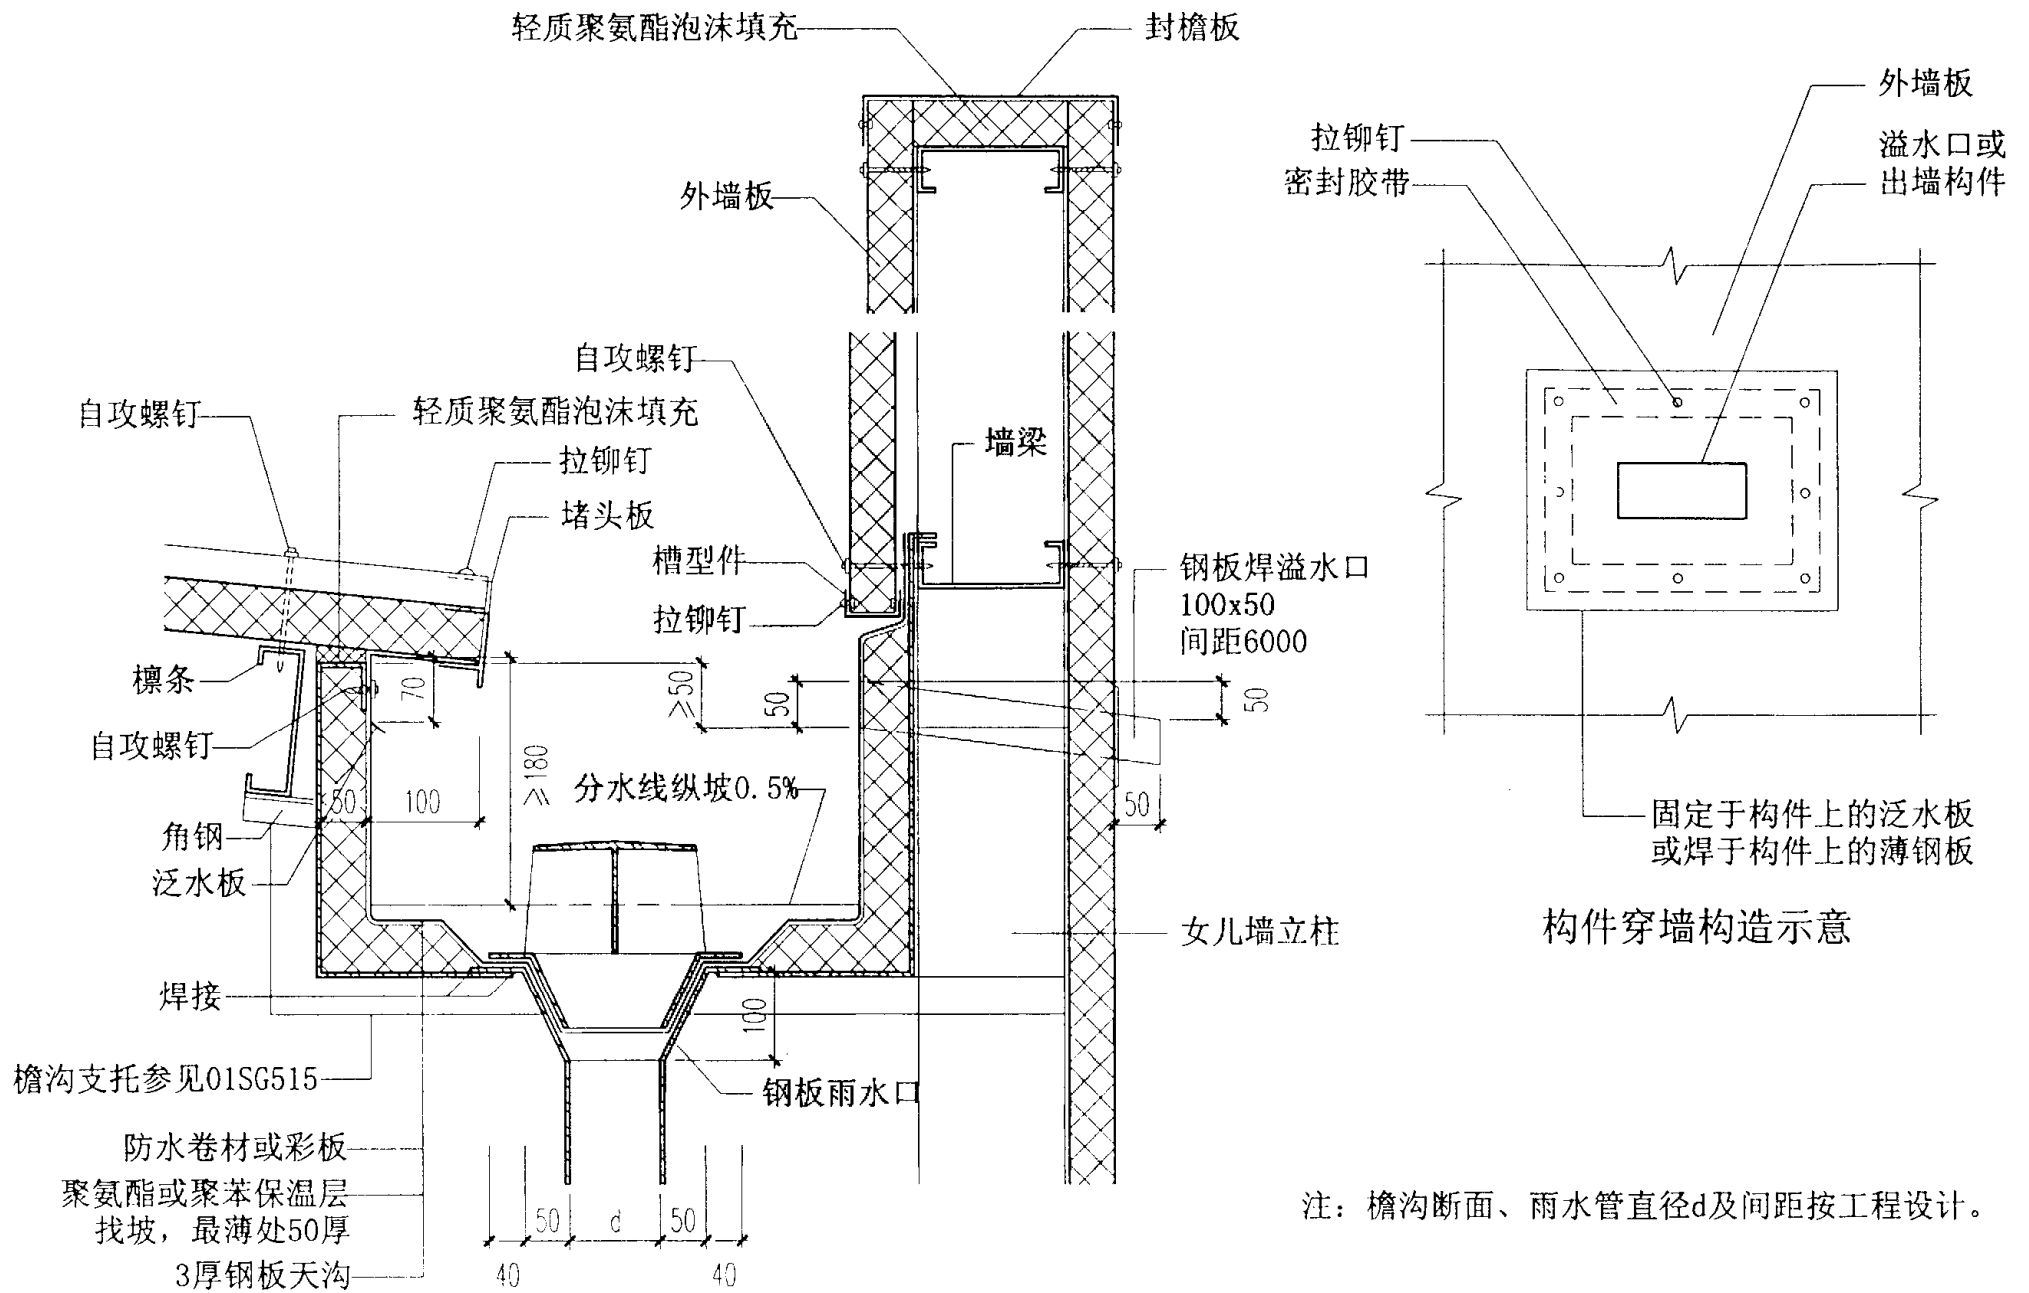 轻质聚氨酯泡沫填充
封檐板
外墙板
拉铆钉
溢水口或
密封胶带
出墙构件
外墙板
自攻螺钉
自攻螺钉
轻质聚氨酯泡沫填充
墙梁
拉铆钉
堵头板
槽型件
钢板焊溢水口
100x50
拉铆钉
间距6000
檩条
70
≥50
50
50
自攻螺钉
≥180
分水线纵坡0.5%
50
100
50
角钢
固定于构件上的泛水板
或焊于构件上的薄钢板
泛水板
构件穿墙构造示意
女儿墙立柱
焊接
100
檐沟支托参见01SG515
钢板雨水口
防水卷材或彩板
聚氨酯或聚苯保温层
找坡，最薄处50厚
3厚钢板天沟
50
d
50
40
40
注：檐沟断面、雨水管直径d及间距按工程设计。